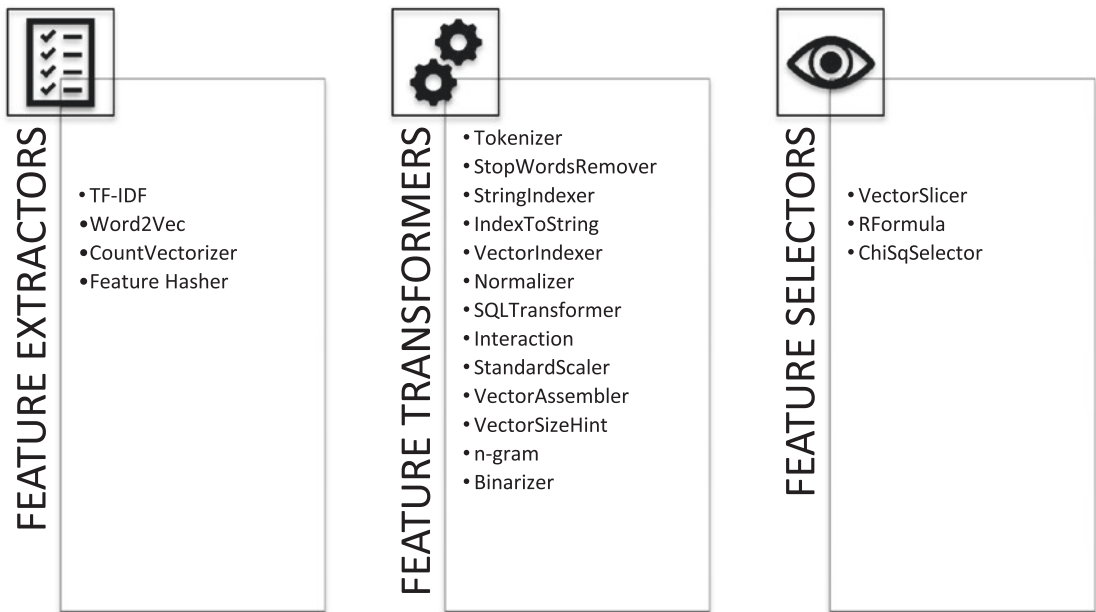 FEATURE EXTRACTORS
• TF-IDF
• Word2Vec
• CountVectorizer
• Feature Hasher
FEATURE TRANSFORMERS
• Tokenizer
• StopWordsRemover
• StringIndexer
• IndexToString
• VectorIndexer
• Normalizer
• SQLTransformer
• Interaction
• StandardScaler
• VectorAssembler
• VectorSizeHint
• n-gram
• Binarizer
FEATURE SELECTORS
• VectorSlicer
• RFormula
• ChiSqSelector